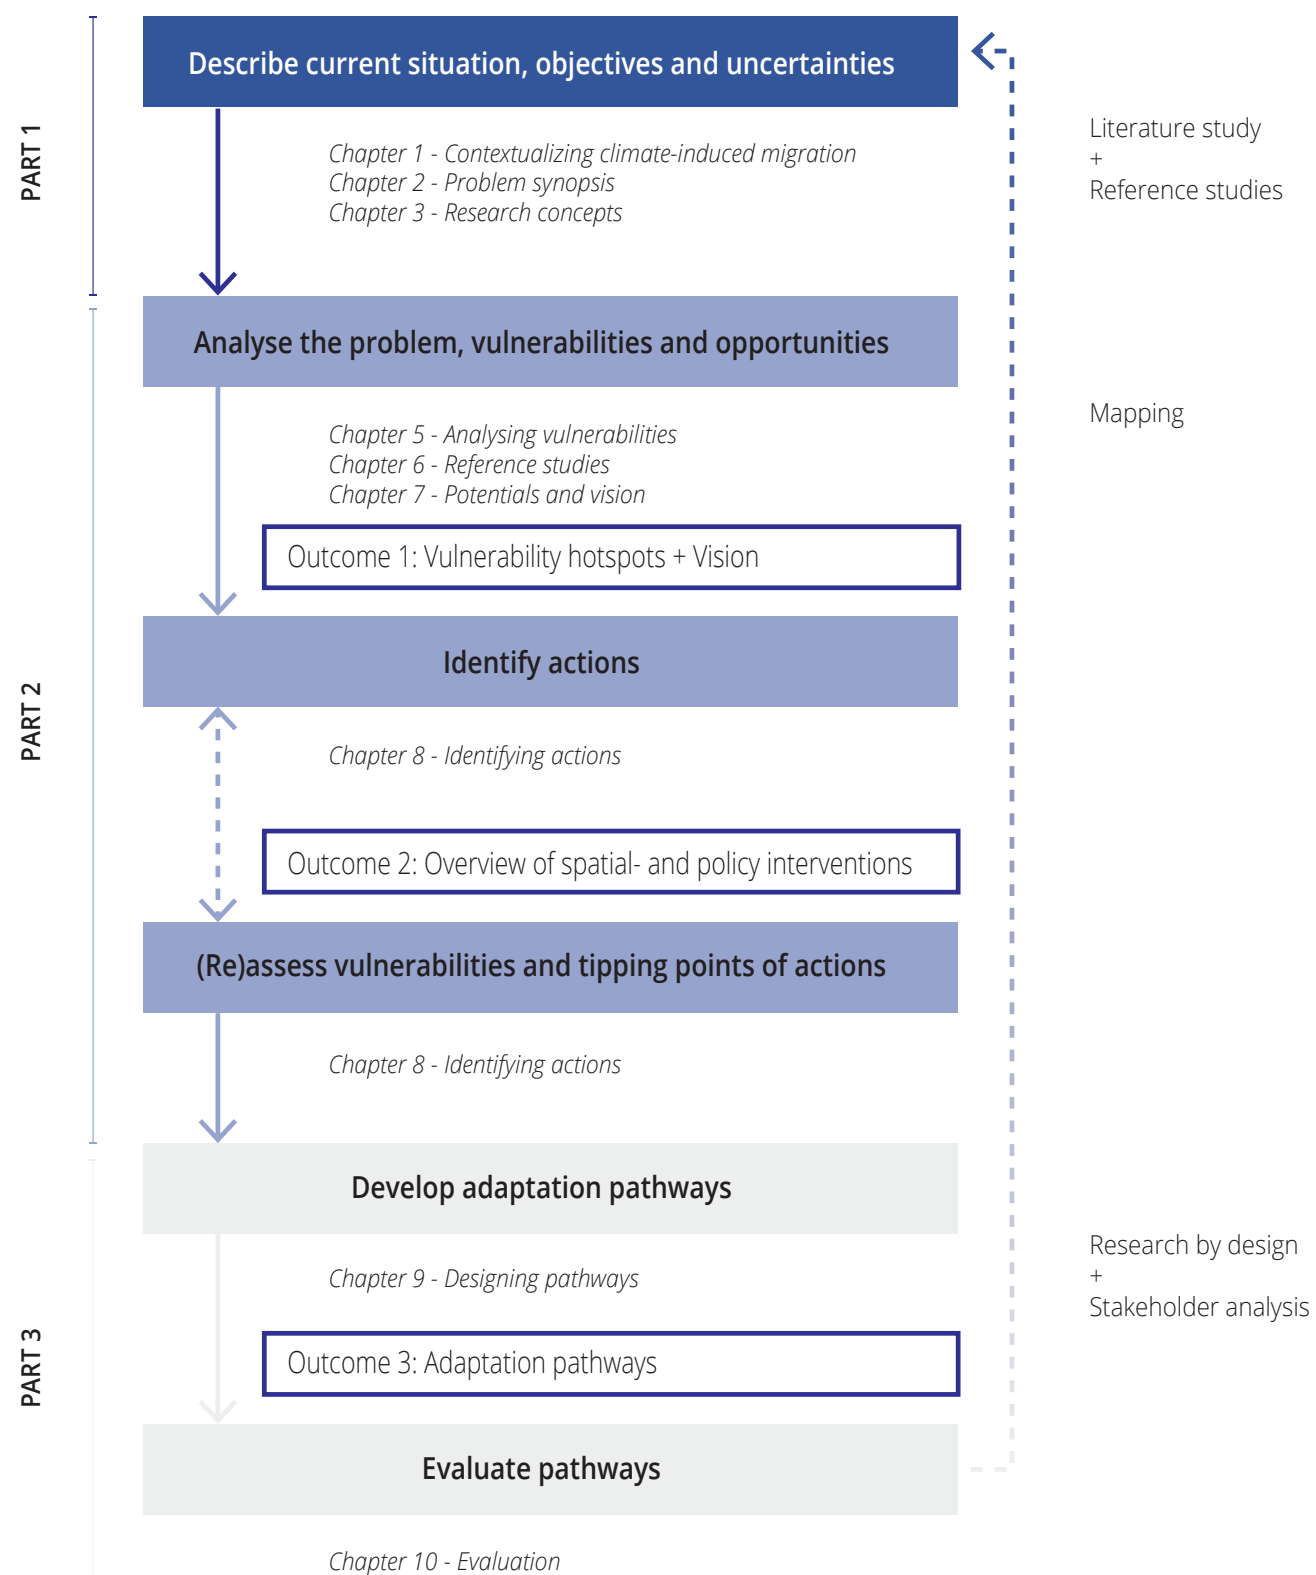 PART 1
Describe current situation, objectives and uncertainties
Chapter 1 - Contextualizing climate-induced migration
Chapter 2 - Problem synopsis
Chapter 3 - Research concepts
Literature study
+
Reference studies
PART 2
Analyse the problem, vulnerabilities and opportunities
Mapping
Chapter 5 - Analysing vulnerabilities
Chapter 6 - Reference studies
Chapter 7 - Potentials and vision
Outcome 1: Vulnerability hotspots + Vision
Identify actions
Chapter 8 - Identifying actions
Outcome 2: Overview of spatial- and policy interventions
(Re)assess vulnerabilities and tipping points of actions
Chapter 8 - Identifying actions
PART 3
Develop adaptation pathways
Chapter 9 - Designing pathways
Research by design
+
Stakeholder analysis
Outcome 3: Adaptation pathways
Evaluate pathways
Chapter 10 - Evaluation